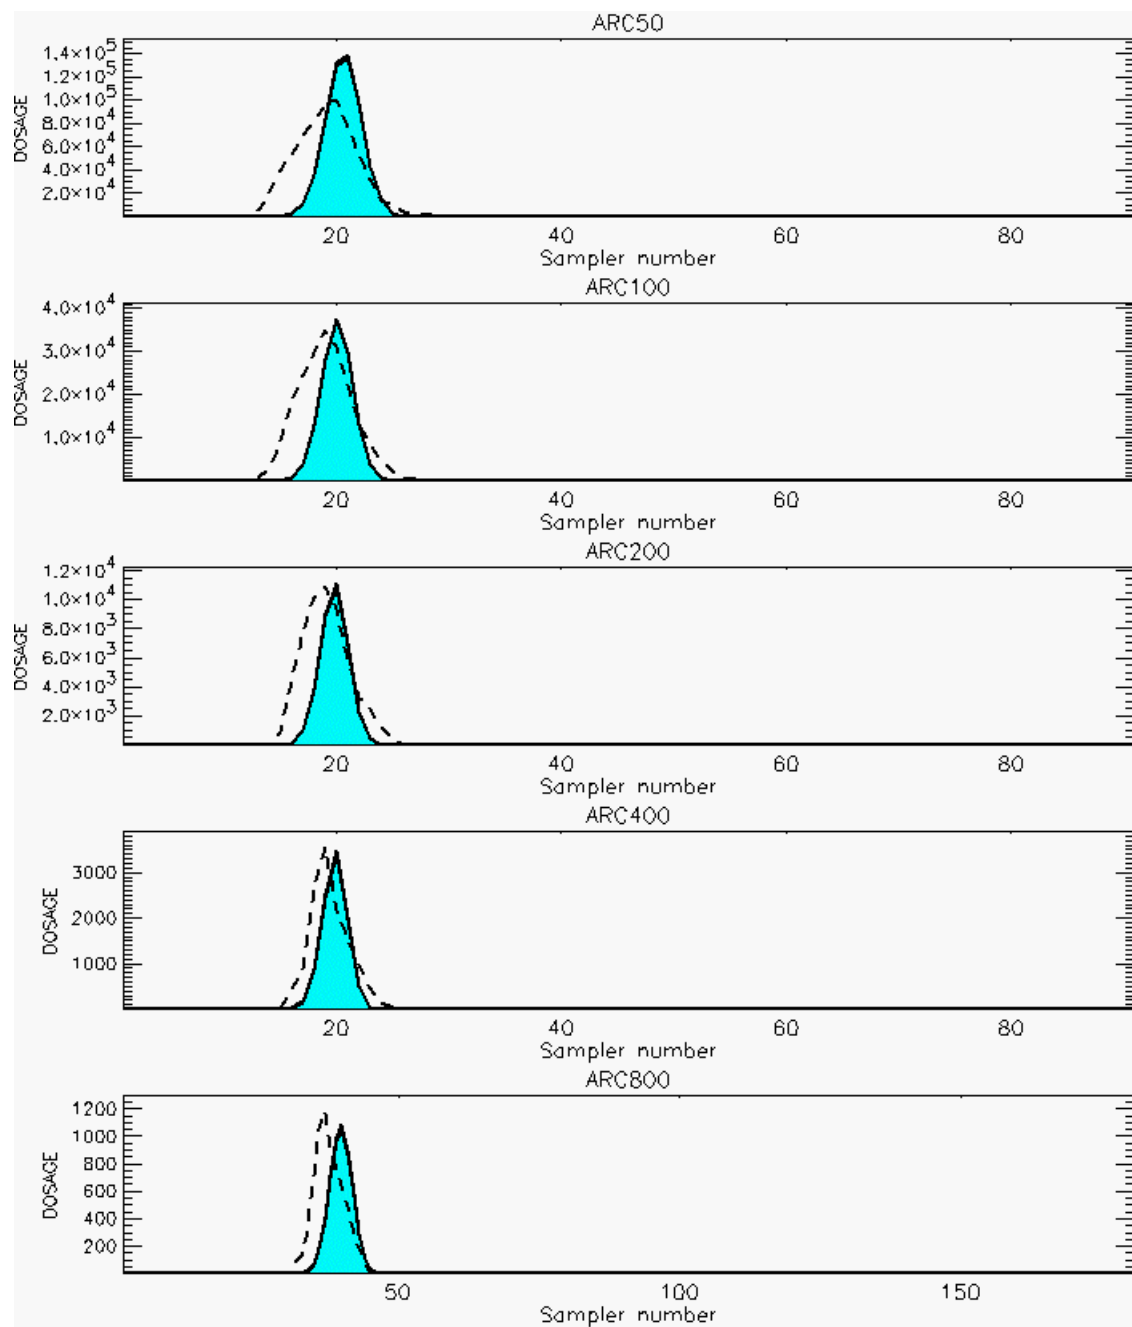 ARC50
1.4×10⁵
1.2×10⁵
1.0×10⁵
8.0×10⁴
6.0×10⁴
4.0×10⁴
2.0×10⁴
DOSAGE
20 40 60 80
Sampler number
ARC100
4.0×10⁴
3.0×10⁴
2.0×10⁴
1.0×10⁴
DOSAGE
20 40 60 80
Sampler number
ARC200
1.2×10⁴
1.0×10⁴
8.0×10³
6.0×10³
4.0×10³
2.0×10³
DOSAGE
20 40 60 80
Sampler number
ARC400
3000
2000
1000
DOSAGE
20 40 60 80
Sampler number
ARC800
1200
1000
800
600
400
200
DOSAGE
50 100 150
Sampler number